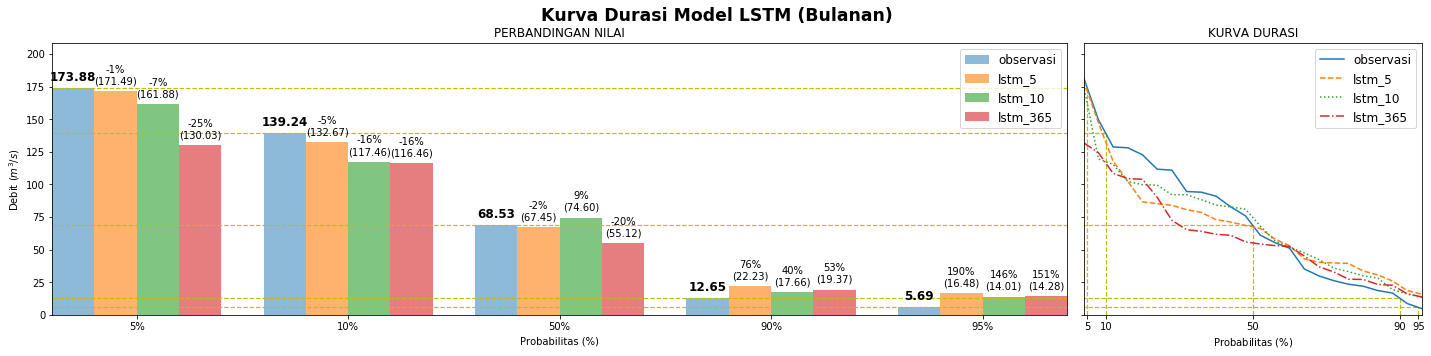 Kurva Durasi Model LSTM (Bulanan)
PERBANDINGAN NILAI
Debit (m³/s)
200
175
150
125
100
75
50
25
0
173.88
-1%
(171.49)
-7%
(161.88)
-25%
(130.03)
139.24
-5%
(132.67)
-16%
(117.46)
-16%
(116.46)
68.53
-2%
(67.45)
9%
(74.60)
-20%
(55.12)
12.65
76%
(22.23)
40%
(17.66)
53%
(19.37)
5.69
190%
(16.48)
146%
(14.01)
151%
(14.28)
observasi
lstm_5
lstm_10
lstm_365
5% 10% 50% 90% 95%
Probabilitas (%)
KURVA DURASI
observasi
lstm_5
lstm_10
lstm_365
5 10 50 90 95
Probabilitas (%)